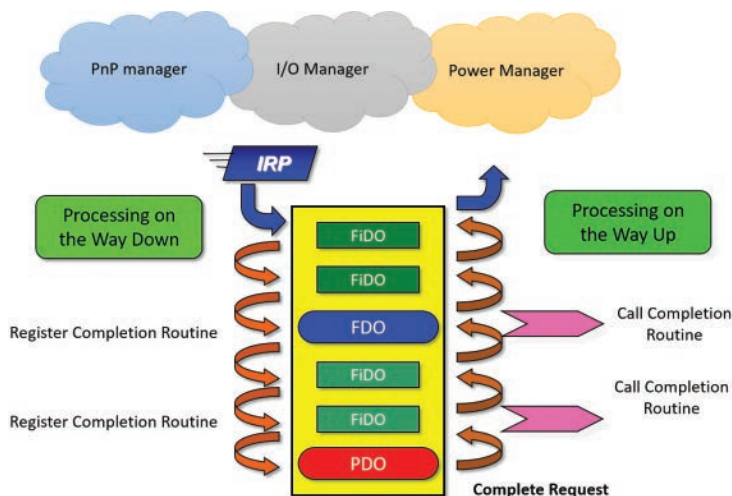 PnP manager
I/O Manager
Power Manager
IRP
Processing on
the Way Down
Processing on
the Way Up
FiDO
FiDO
FDO
FiDO
FiDO
PDO
Register Completion Routine
Register Completion Routine
Call Completion
Routine
Call Completion
Routine
Complete Request